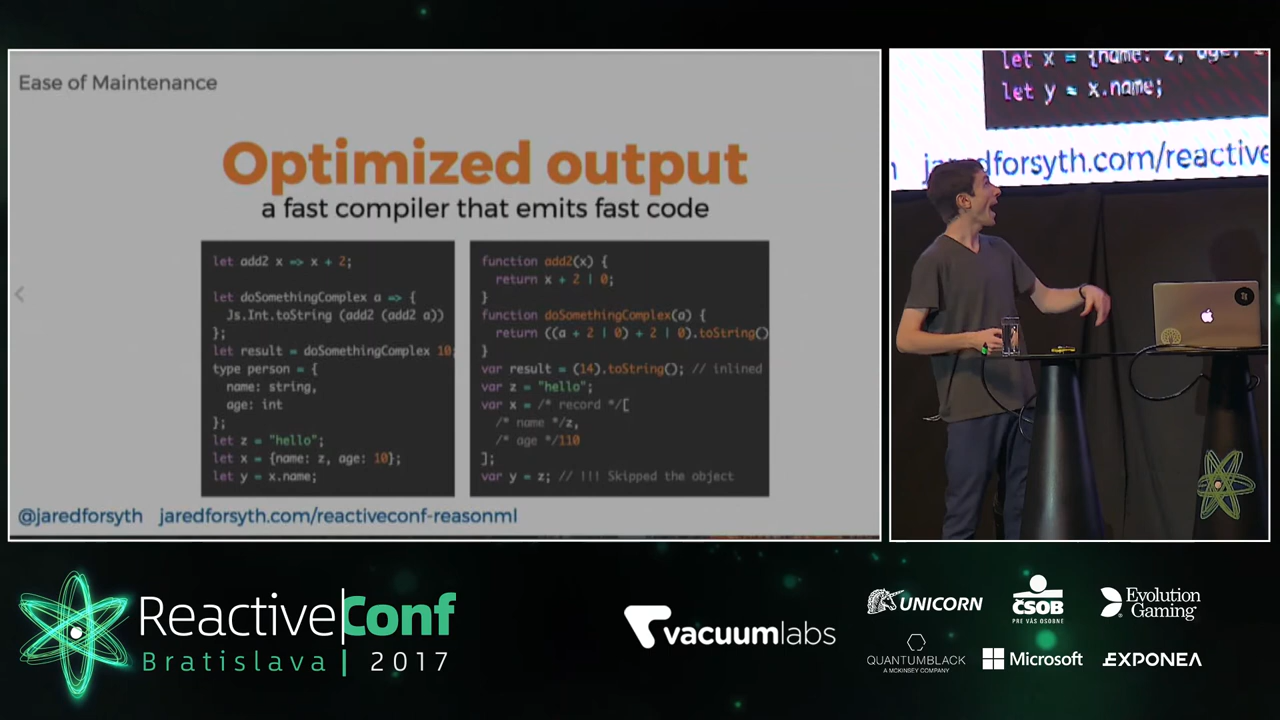 Ease of Maintenance
Optimized output
a fast compiler that emits fast code
let add2 x => x + 2;
let doSomethingComplex a => {
Js.Int.toString (add2 (add2 a))
};
let result = doSomethingComplex 10;
type person = {
name: string,
age: int
};
let z = "hello";
let x = {name: z, age: 10};
let y = x.name;
function add2(x) {
return x + 2 | 0;
}
function doSomethingComplex(a) {
return ((a + 2 | 0) + 2 | 0).toString()
}
var result = (14).toString(); // inlined
var z = "hello";
var x = /* record */[
/* name */z,
/* age */110
];
var y = z; // !!! Skipped the object
@jaredforsyth jaredforsyth.com/reactiveconf-reasonml
let x = {name: z, age:
let y = x.name;
jaredforsyth.com/reactive
ReactiveConf
Bratislava | 2017
vacuumlabs
UNICORN
ČSOB
PRE VÁS OSOBNE
Evolution
Gaming
QUANTUMBLACK
A MCKINSEY COMPANY
Microsoft
EXPONEA